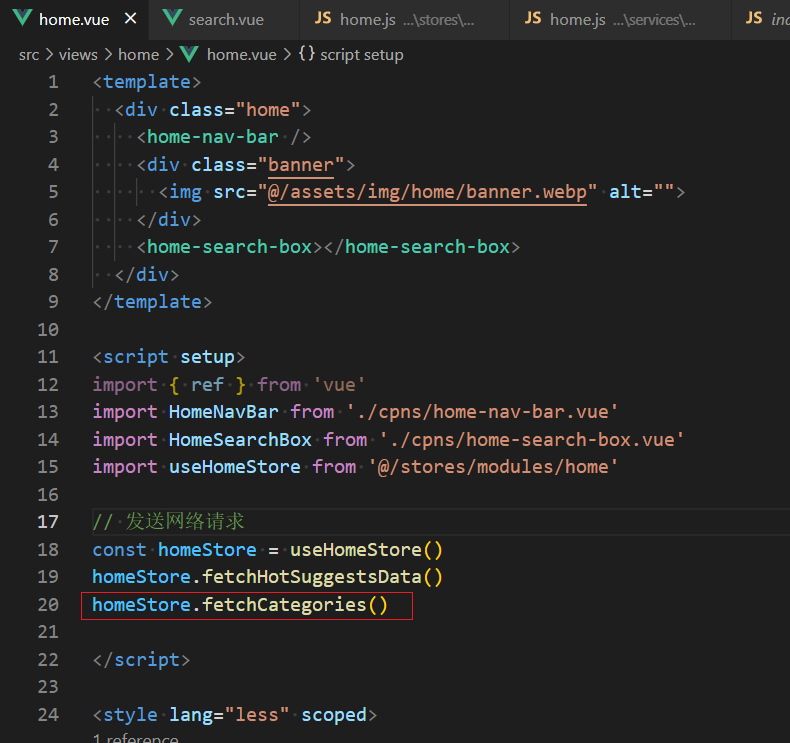 home.vue × search.vue JS home.js ...\stores\... JS home.js ...\services\... JS
src > views > home > home.vue > {} script setup
1 <template>
2 <div class="home">
3 <home-nav-bar />
4 <div class="banner">
5 <img src="@/assets/img/home/banner.webp" alt="">
6 </div>
7 <home-search-box></home-search-box>
8 </div>
9 </template>
10
11 <script setup>
12 import { ref } from 'vue'
13 import HomeNavBar from './cpns/home-nav-bar.vue'
14 import HomeSearchBox from './cpns/home-search-box.vue'
15 import useHomeStore from '@/stores/modules/home'
16
17 // 发送网络请求
18 const homeStore = useHomeStore()
19 homeStore.fetchHotSuggestsData()
20 homeStore.fetchCategories()
21
22 </script>
23
24 <style lang="less" scoped>
1 reference